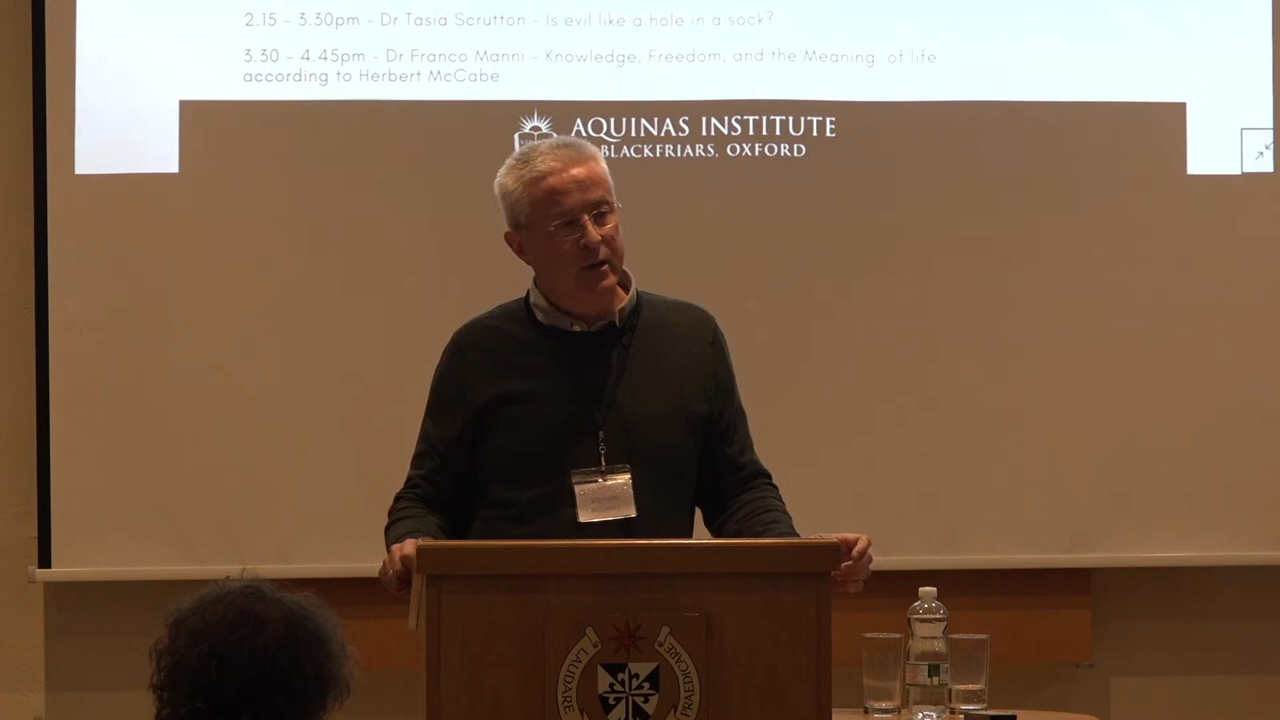 2.15 - 3.30pm - Dr Tasia Scrutton - Is evil like a hole in a sock?
3.30 - 4.45pm - Dr Franco Manni - Knowledge, Freedom, and the Meaning of life
according to Herbert McCabe
AQUINAS INSTITUTE
BLACKFRIARS, OXFORD
LAUDARE
PRAEDICARE